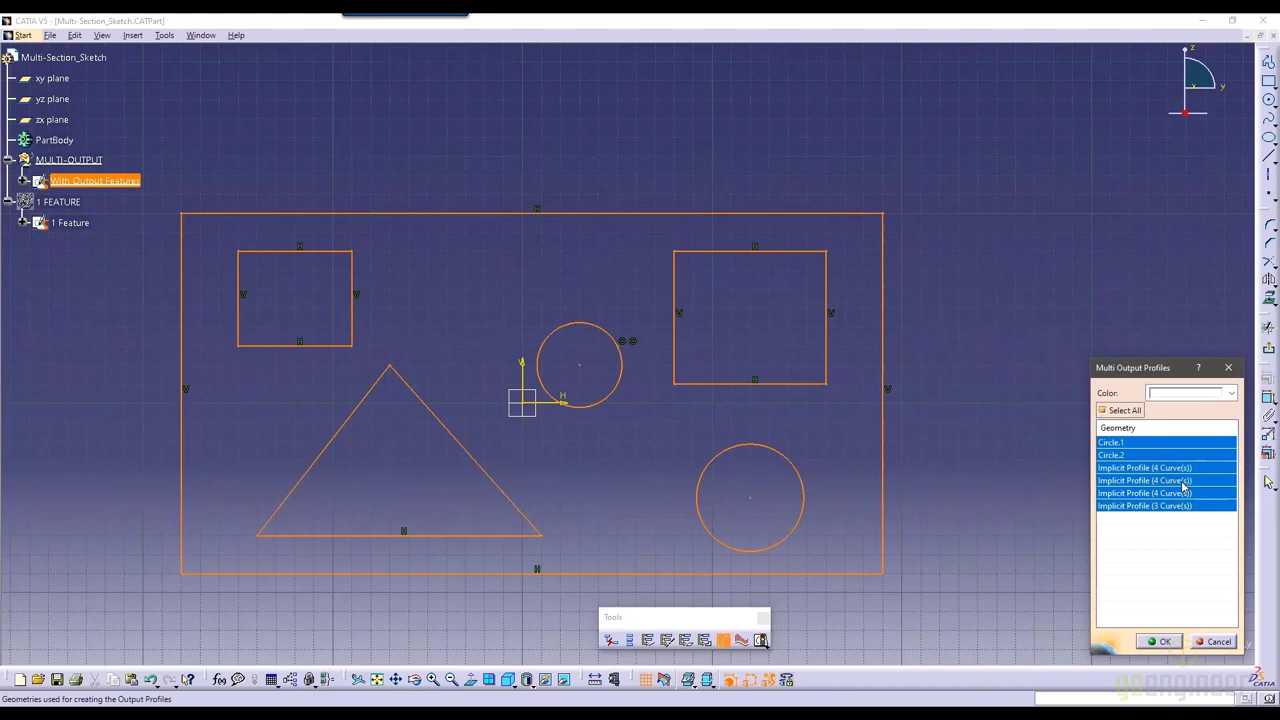 CATIA V5 - [Multi-Section_Sketch.CATPart]
Start File Edit View Insert Tools Window Help
Multi-Section_Sketch
xy plane
yz plane
zx plane
PartBody
MULTI-OUTPUT
With Output Features
1 FEATURE
1 Feature
z
x
y
H
H
H
V
V
V
V
H
H
V
V
V
H
H
H
H
Multi Output Profiles
?
Color:
Select All
Geometry
Circle.1
Circle.2
Implicit Profile (4 Curve(s))
Implicit Profile (4 Curve(s))
Implicit Profile (4 Curve(s))
Implicit Profile (3 Curve(s))
OK Cancel
Tools
f(x)
Geometries used for creating the Output Profiles
goengineer
CATIA